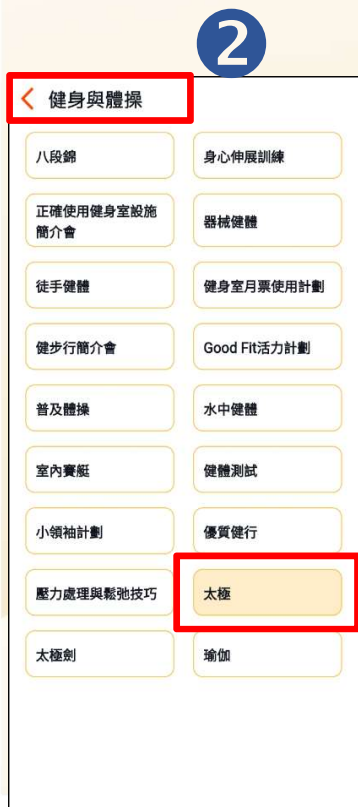 2
健身與體操
八段錦
身心伸展訓練
正確使用健身室設施
簡介會
器械健體
徒手健體
健身室月票使用計劃
健步行簡介會
Good Fit活力計劃
普及體操
水中健體
室內賽艇
健體測試
小領袖計劃
優質健行
壓力處理與鬆弛技巧
太極
太極劍
瑜伽